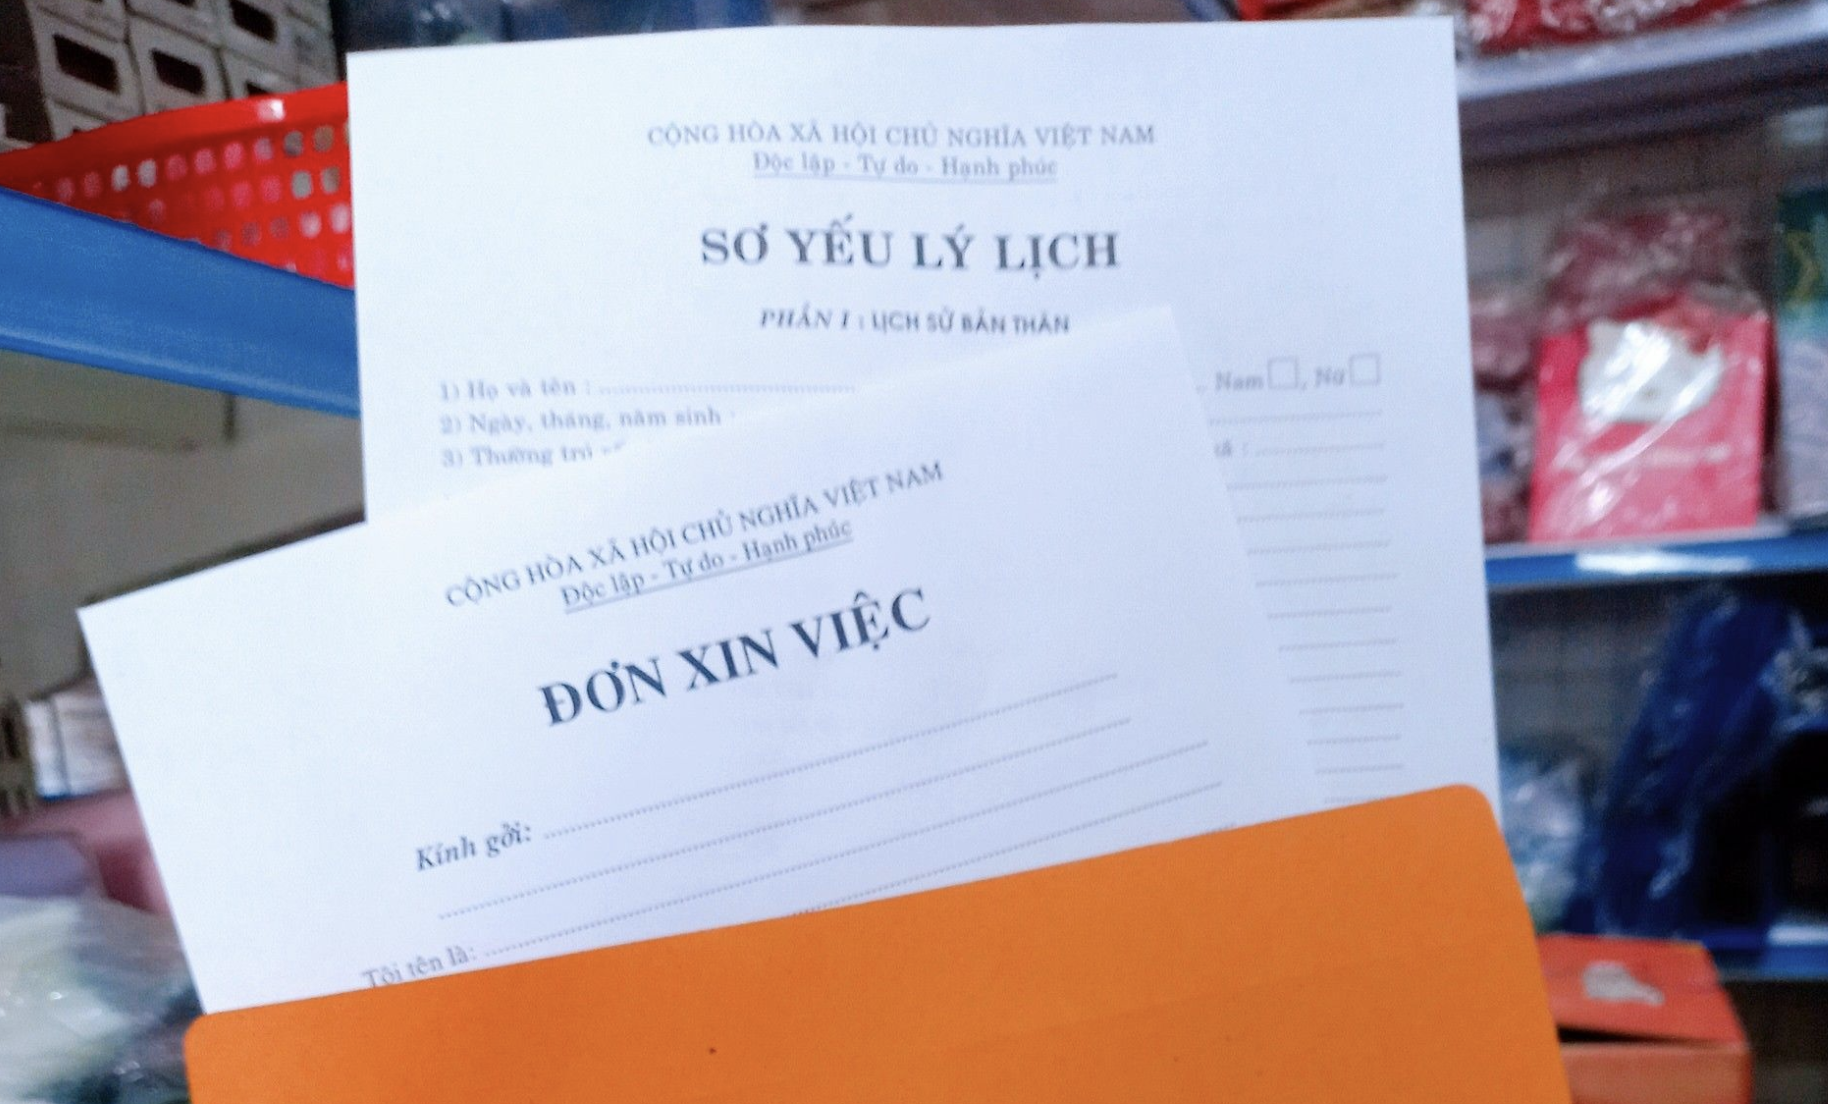 CỘNG HÒA XÃ HỘI CHỦ NGHĨA VIỆT NAM
Độc lập - Tự do - Hạnh phúc
SƠ YẾU LÝ LỊCH
PHẦN I : LỊCH SỬ BẢN THÂN
1) Họ và tên : Nam , Nữ
2) Ngày, tháng, năm sinh
3) Thường trú
CỘNG HÒA XÃ HỘI CHỦ NGHĨA VIỆT NAM
Độc lập - Tự do - Hạnh phúc
ĐƠN XIN VIỆC
Kính gởi:
Tôi tên là: